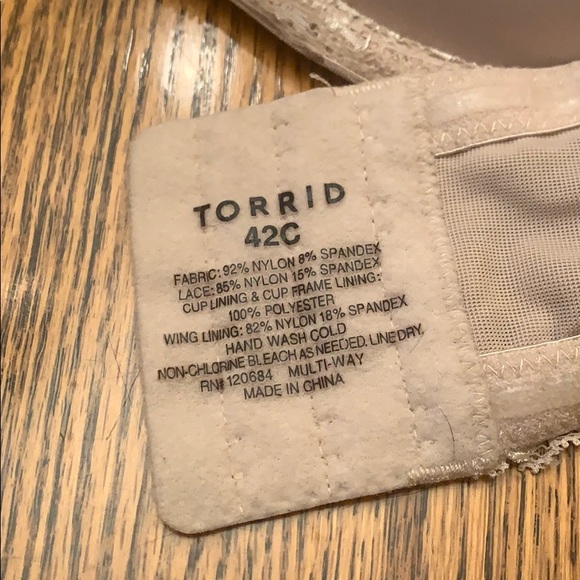 TORRID
42C
FABRIC: 92% NYLON 8% SPANDEX
LACE: 85% NYLON 15% SPANDEX
CUP LINING & CUP FRAME LINING:
100% POLYESTER
WING LINING: 82% NYLON 18% SPANDEX
HAND WASH COLD
NON-CHLORINE BLEACH AS NEEDED. LINE DRY.
RN# 120684 MULTI-WAY
MADE IN CHINA